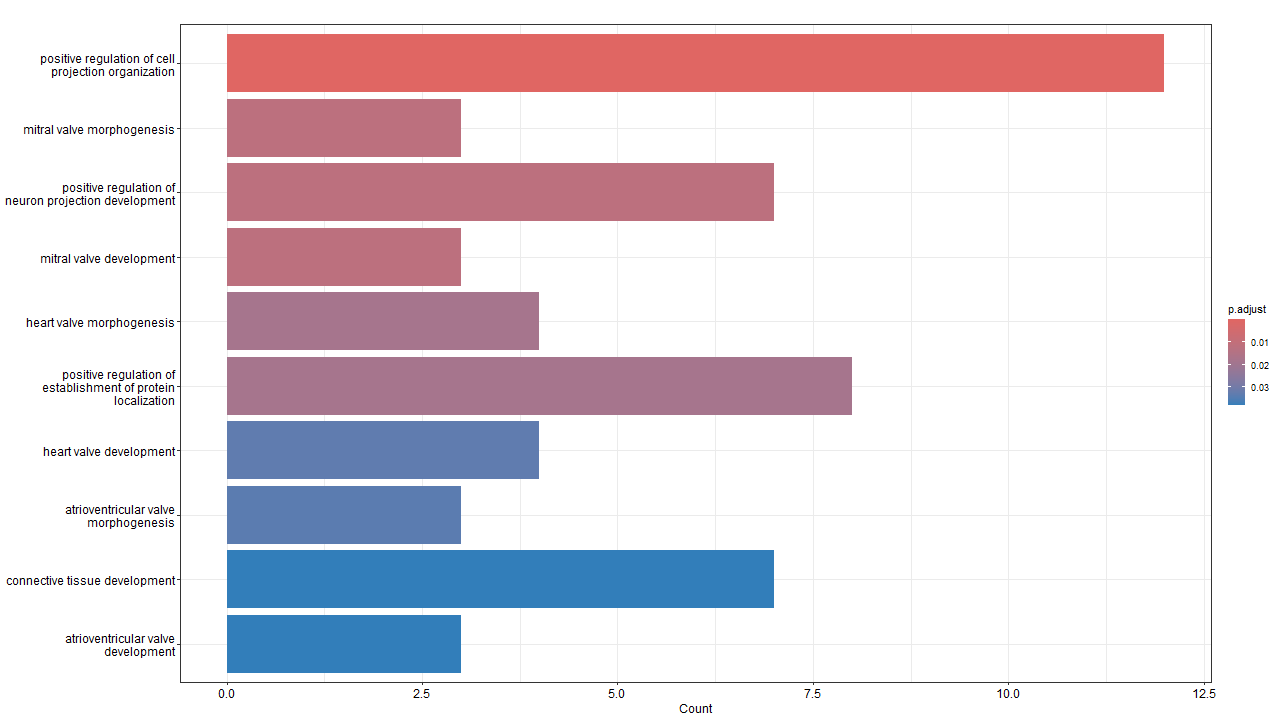 positive regulation of cell
projection organization
mitral valve morphogenesis
positive regulation of
neuron projection development
mitral valve development
heart valve morphogenesis
positive regulation of
establishment of protein
localization
heart valve development
atrioventricular valve
morphogenesis
connective tissue development
atrioventricular valve
development
0.0 2.5 5.0 7.5 10.0 12.5
Count
p.adjust
0.01
0.02
0.03